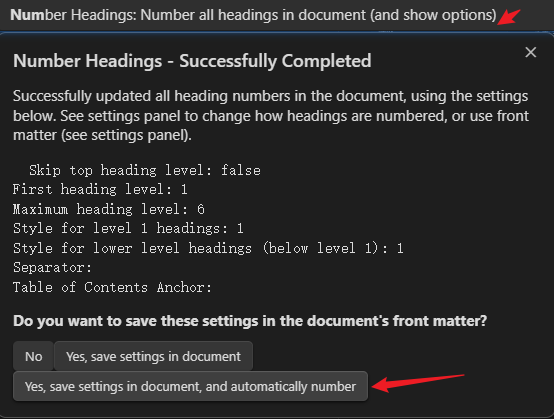 Number Headings: Number all headings in document (and show options)
Number Headings - Successfully Completed
Successfully updated all heading numbers in the document, using the settings
below. See settings panel to change how headings are numbered, or use front
matter (see settings panel).
Skip top heading level: false
First heading level: 1
Maximum heading level: 6
Style for level 1 headings: 1
Style for lower level headings (below level 1): 1
Separator:
Table of Contents Anchor:
Do you want to save these settings in the document's front matter?
No
Yes, save settings in document
Yes, save settings in document, and automatically number